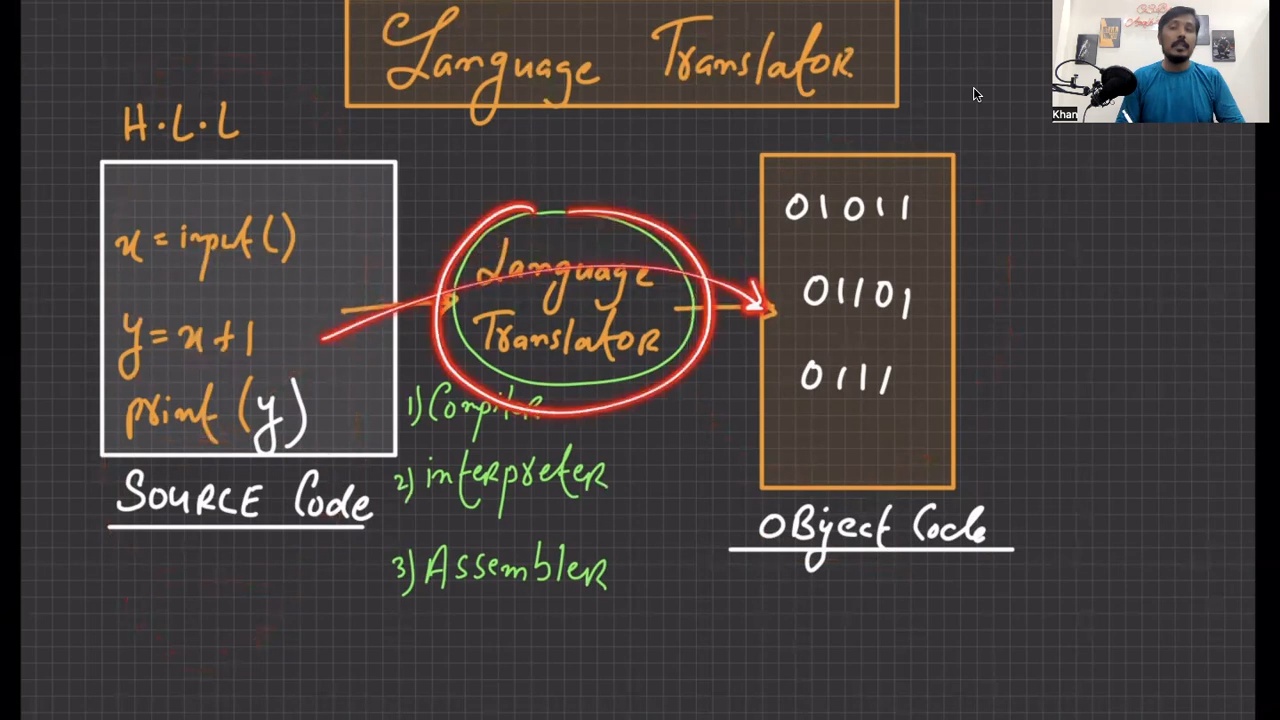 Language Translator
H.L.L
x = input()
y = x + 1
print (y)
SOURCE Code
Language
Translator
1) Compiler
2) interpreter
3) Assembler
01011
01101
0111
OBject Code
Khan